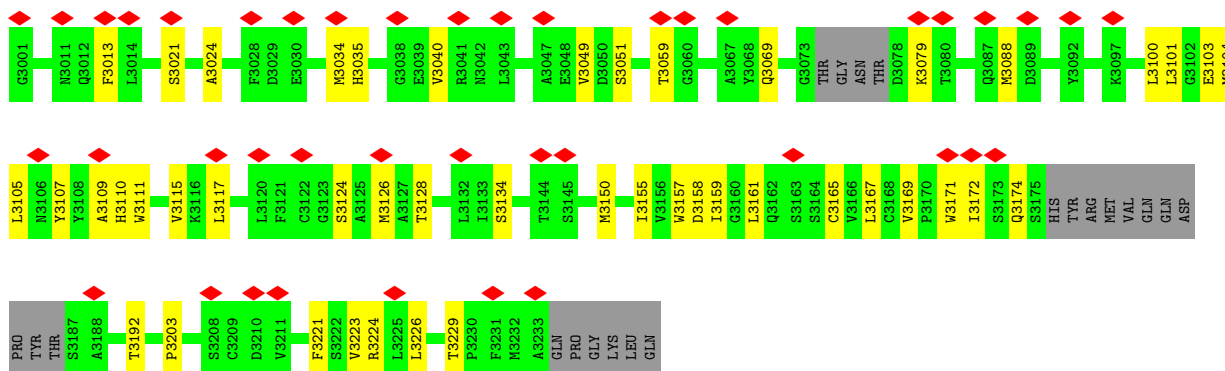 G3001 N3011 Q3012 F3013 L3014 S3021 A3024 F3028 D3029 E3030 M3034 H3035 G3038 E3039 V3040 R3041 N3042 L3043 A3047 E3048 V3049 D3050 S3051 T3059 G3060 A3067 Y3068 Q3069 G3073 THR GLY ASN THR D3078 K3079 T3080 Q3087 M3088 D3089 Y3092 K3097 L3100 L3101 G3102 E3103
L3105 N3106 Y3107 Y3108 A3109 H3110 W3111 V3115 K3116 L3117 L3120 F3121 C3122 G3123 S3124 A3125 M3126 A3127 T3128 L3132 I3133 S3134 T3144 S3145 M3150 I3155 V3156 W3157 D3158 I3159 G3160 L3161 Q3162 S3163 S3164 C3165 V3166 L3167 C3168 V3169 P3170 W3171 I3172 S3173 Q3174 S3175 HIS TYR ARG MET VAL GLN GLN ASP
PRO TYR THR S3187 A3188 T3192 P3203 S3208 C3209 D3210 V3211 F3221 S3222 V3223 R3224 L3225 L3226 T3229 P3230 F3231 M3232 A3233 GLN PRO GLY LYS LEU GLN